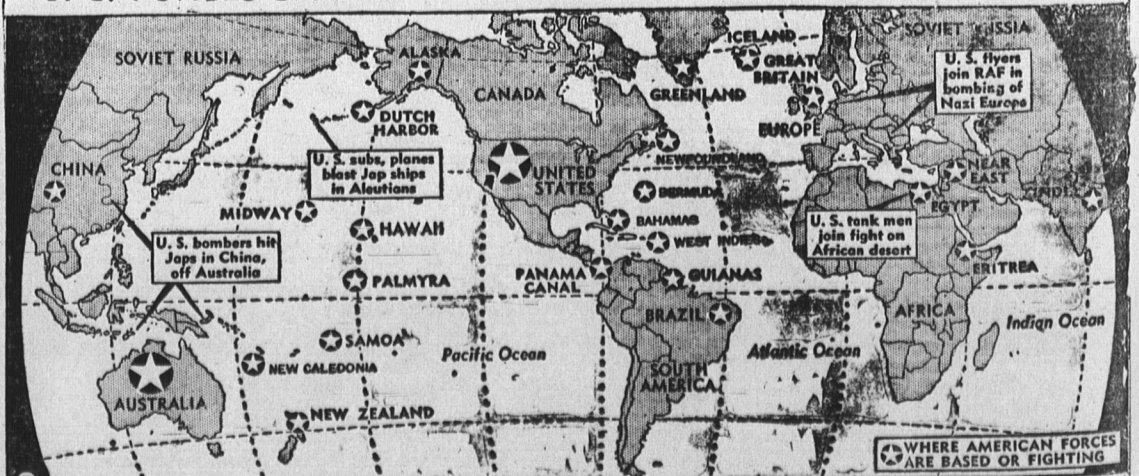 SOVIET RUSSIA
ALASKA
CANADA
GREENLAND
ICELAND
GREAT
BRITAIN
EUROPE
SOVIET RUSSIA
U. S. flyers
join RAF in
bombing of
Nazi Europe
DUTCH
HARBOR
U. S. subs, planes
blast Jap ships
in Aleutians
CHINA
UNITED
STATES
NEWFOUNDLAND
BERMUDA
BAHAMAS
WEST INDIES
NEAR
EAST
INDIA
EGYPT
U. S. tank men
join fight on
African desert
ERITREA
MIDWAY
HAWAII
U. S. bombers hit
Japs in China,
off Australia
PALMYRA
PANAMA
CANAL
GUIANAS
BRAZIL
AFRICA
Indian Ocean
SAMOA
Pacific Ocean
Atlantic Ocean
NEW CALEDONIA
SOUTH
AMERICA
AUSTRALIA
NEW ZEALAND
WHERE AMERICAN FORCES
ARE BASED OR FIGHTING